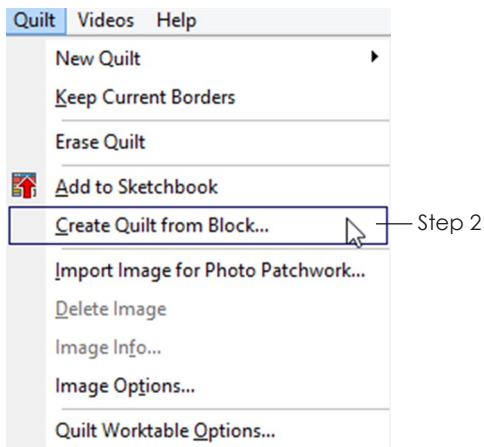 Quilt Videos Help
New Quilt
Keep Current Borders
Erase Quilt
Add to Sketchbook
Create Quilt from Block... Step 2
Import Image for Photo Patchwork...
Delete Image
Image Info...
Image Options...
Quilt Worktable Options...